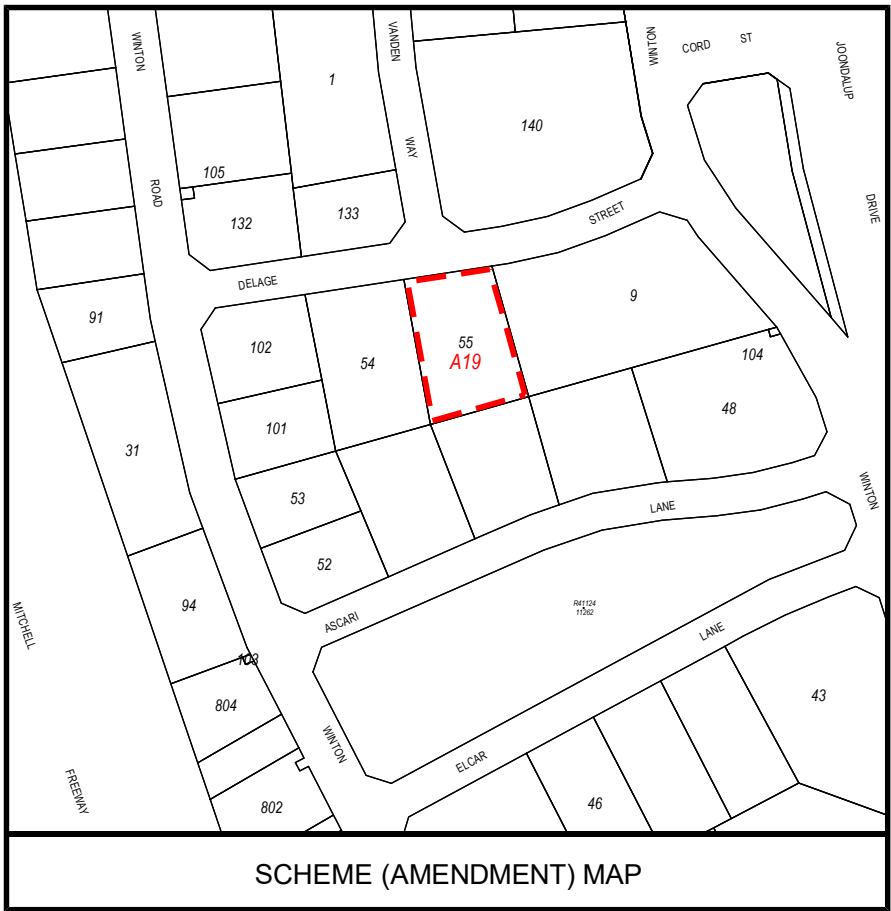 WINTON
VANDEN
WINTON
CORD ST
JOONDALUP
1
140
WAY
105
ROAD
132
133
STREET
DRIVE
DELAGE
9
91
102
55
A19
54
104
48
31
101
53
WINTON
LANE
52
94
R41124
11262
MITCHELL
ASCARI
LANE
103
804
43
WINTON
ELCAR
FREEWAY
802
46
SCHEME (AMENDMENT) MAP